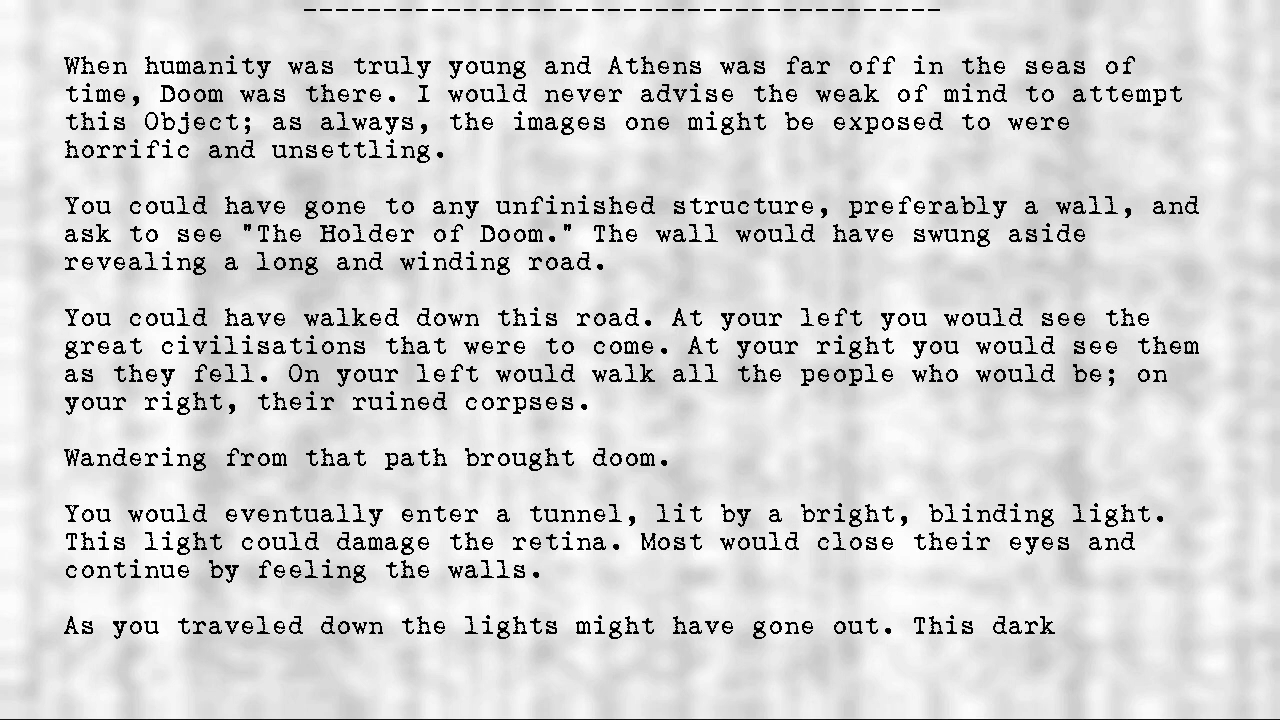 ----------------------------------------
When humanity was truly young and Athens was far off in the seas of
time, Doom was there. I would never advise the weak of mind to attempt
this Object; as always, the images one might be exposed to were
horrific and unsettling.
You could have gone to any unfinished structure, preferably a wall, and
ask to see "The Holder of Doom." The wall would have swung aside
revealing a long and winding road.
You could have walked down this road. At your left you would see the
great civilisations that were to come. At your right you would see them
as they fell. On your left would walk all the people who would be; on
your right, their ruined corpses.
Wandering from that path brought doom.
You would eventually enter a tunnel, lit by a bright, blinding light.
This light could damage the retina. Most would close their eyes and
continue by feeling the walls.
As you traveled down the lights might have gone out. This dark